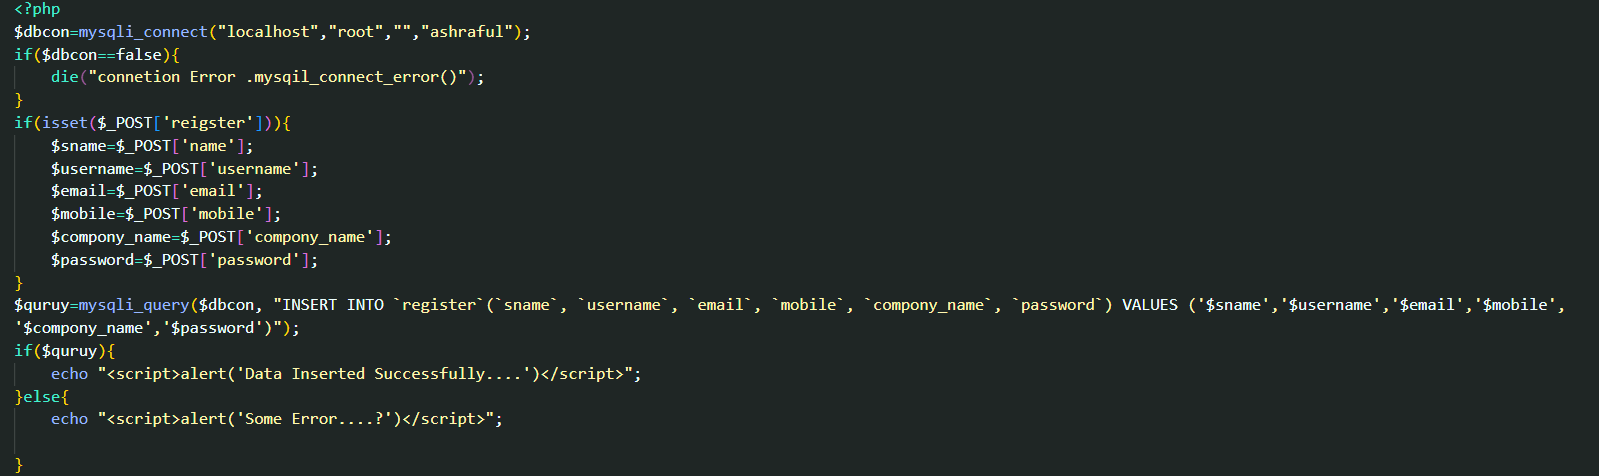 <?php
$dbcon=mysqli_connect("localhost","root","","ashraful");
if($dbcon==false){
    die("connetion Error .mysqil_connect_error()");
}
if(isset($_POST['reigster'])){
    $sname=$_POST['name'];
    $username=$_POST['username'];
    $email=$_POST['email'];
    $mobile=$_POST['mobile'];
    $compony_name=$_POST['compony_name'];
    $password=$_POST['password'];
}
$quruy=mysqli_query($dbcon, "INSERT INTO `register`(`sname`, `username`, `email`, `mobile`, `compony_name`, `password`) VALUES ('$sname','$username','$email','$mobile',
'$compony_name','$password')");
if($quruy){
    echo "<script>alert('Data Inserted Successfully....')</script>";
}else{
    echo "<script>alert('Some Error....?')</script>";
}